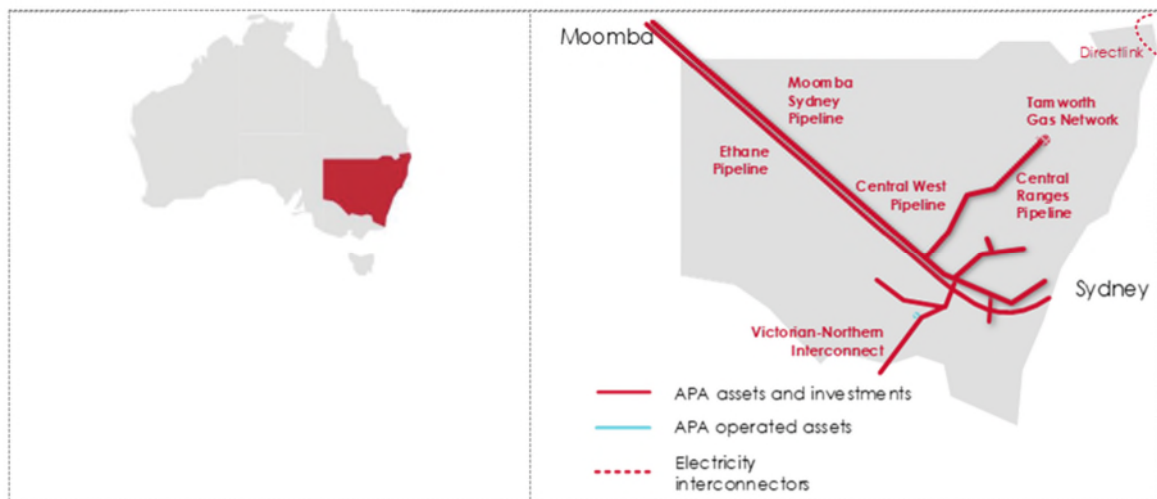 Moomba
Directlink
Moomba
Sydney
Pipeline
Tamworth
Gas Network
Ethane
Pipeline
Central West
Pipeline
Central
Ranges
Pipeline
Sydney
Victorian-Northern
Interconnect
APA assets and investments
APA operated assets
Electricity
interconnectors